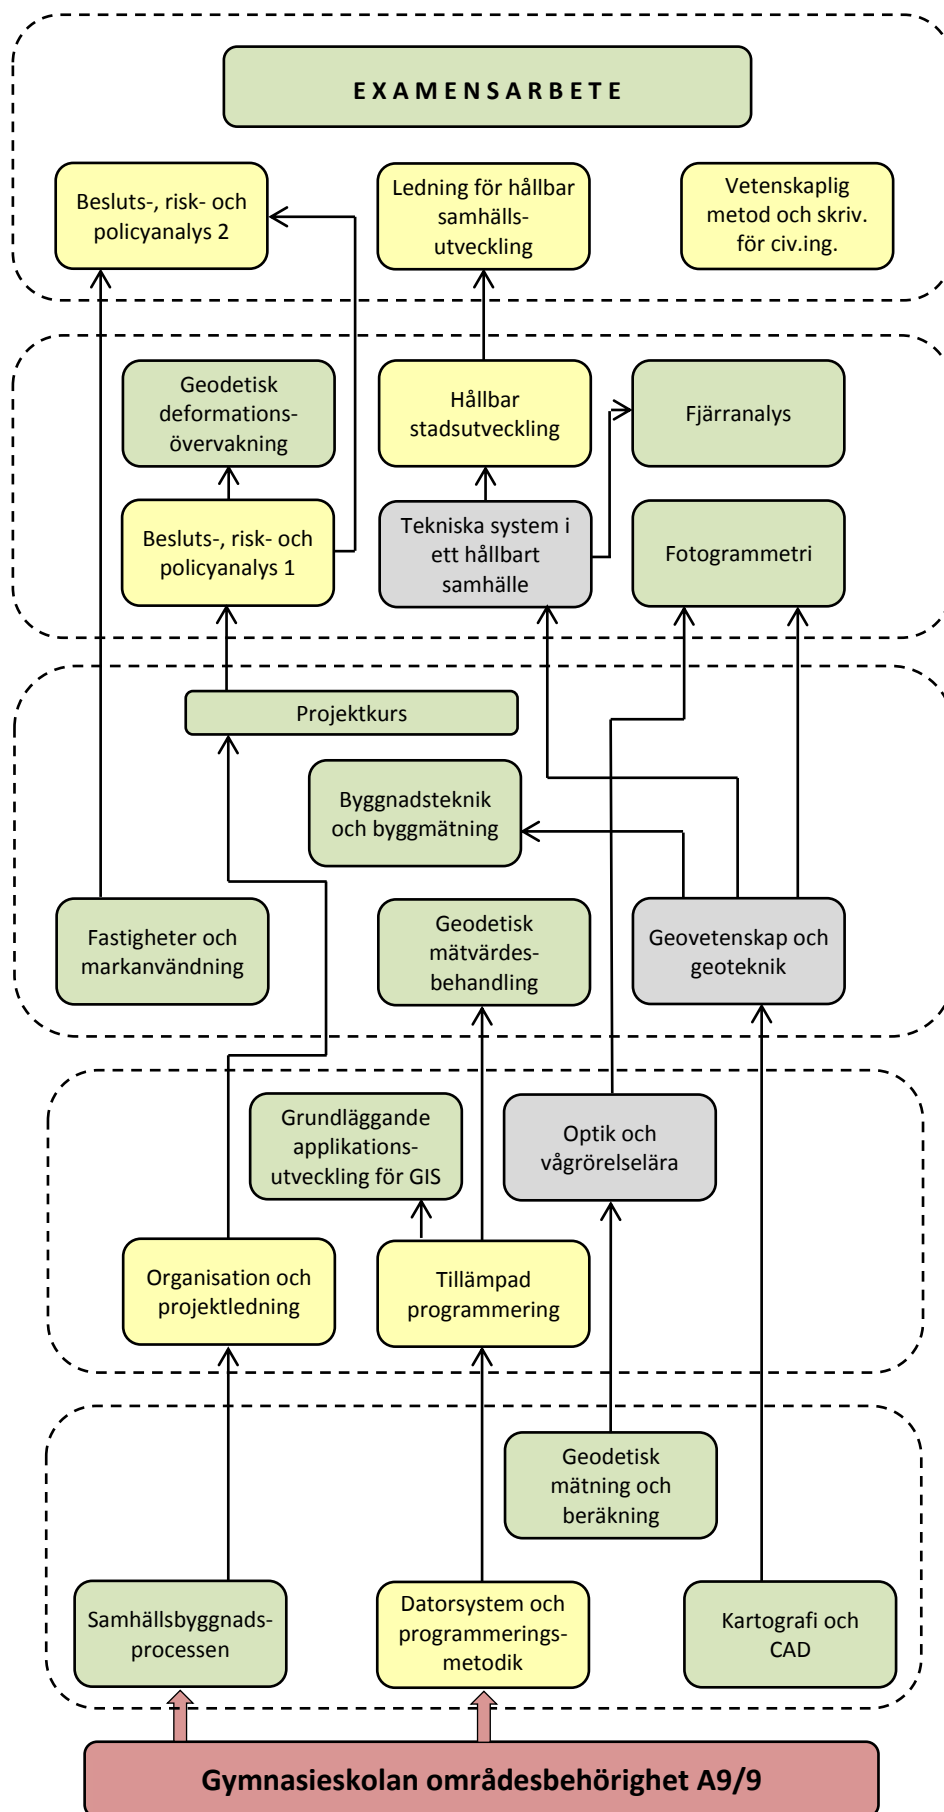 E X A M E N S A R B E T E
Besluts-, risk- och
policyanalys 2
Ledning för hållbar
samhälls-
utveckling
Vetenskaplig
metod och skriv.
för civ.ing.
Geodetisk
deformations-
övervakning
Hållbar
stadsutveckling
Fjärranalys
Besluts-, risk- och
policyanalys 1
Tekniska system i
ett hållbart
samhälle
Fotogrammetri
Projektkurs
Byggnadsteknik
och byggmätning
Fastigheter och
markanvändning
Geodetisk
mätvärdes-
behandling
Geovetenskap och
geoteknik
Grundläggande
applikations-
utveckling för GIS
Optik och
vågrörelselära
Organisation och
projektledning
Tillämpad
programmering
Geodetisk
mätning och
beräkning
Samhällsbyggnads-
processen
Datorsystem och
programmerings-
metodik
Kartografi och
CAD
Gymnasieskolan områdesbehörighet A9/9